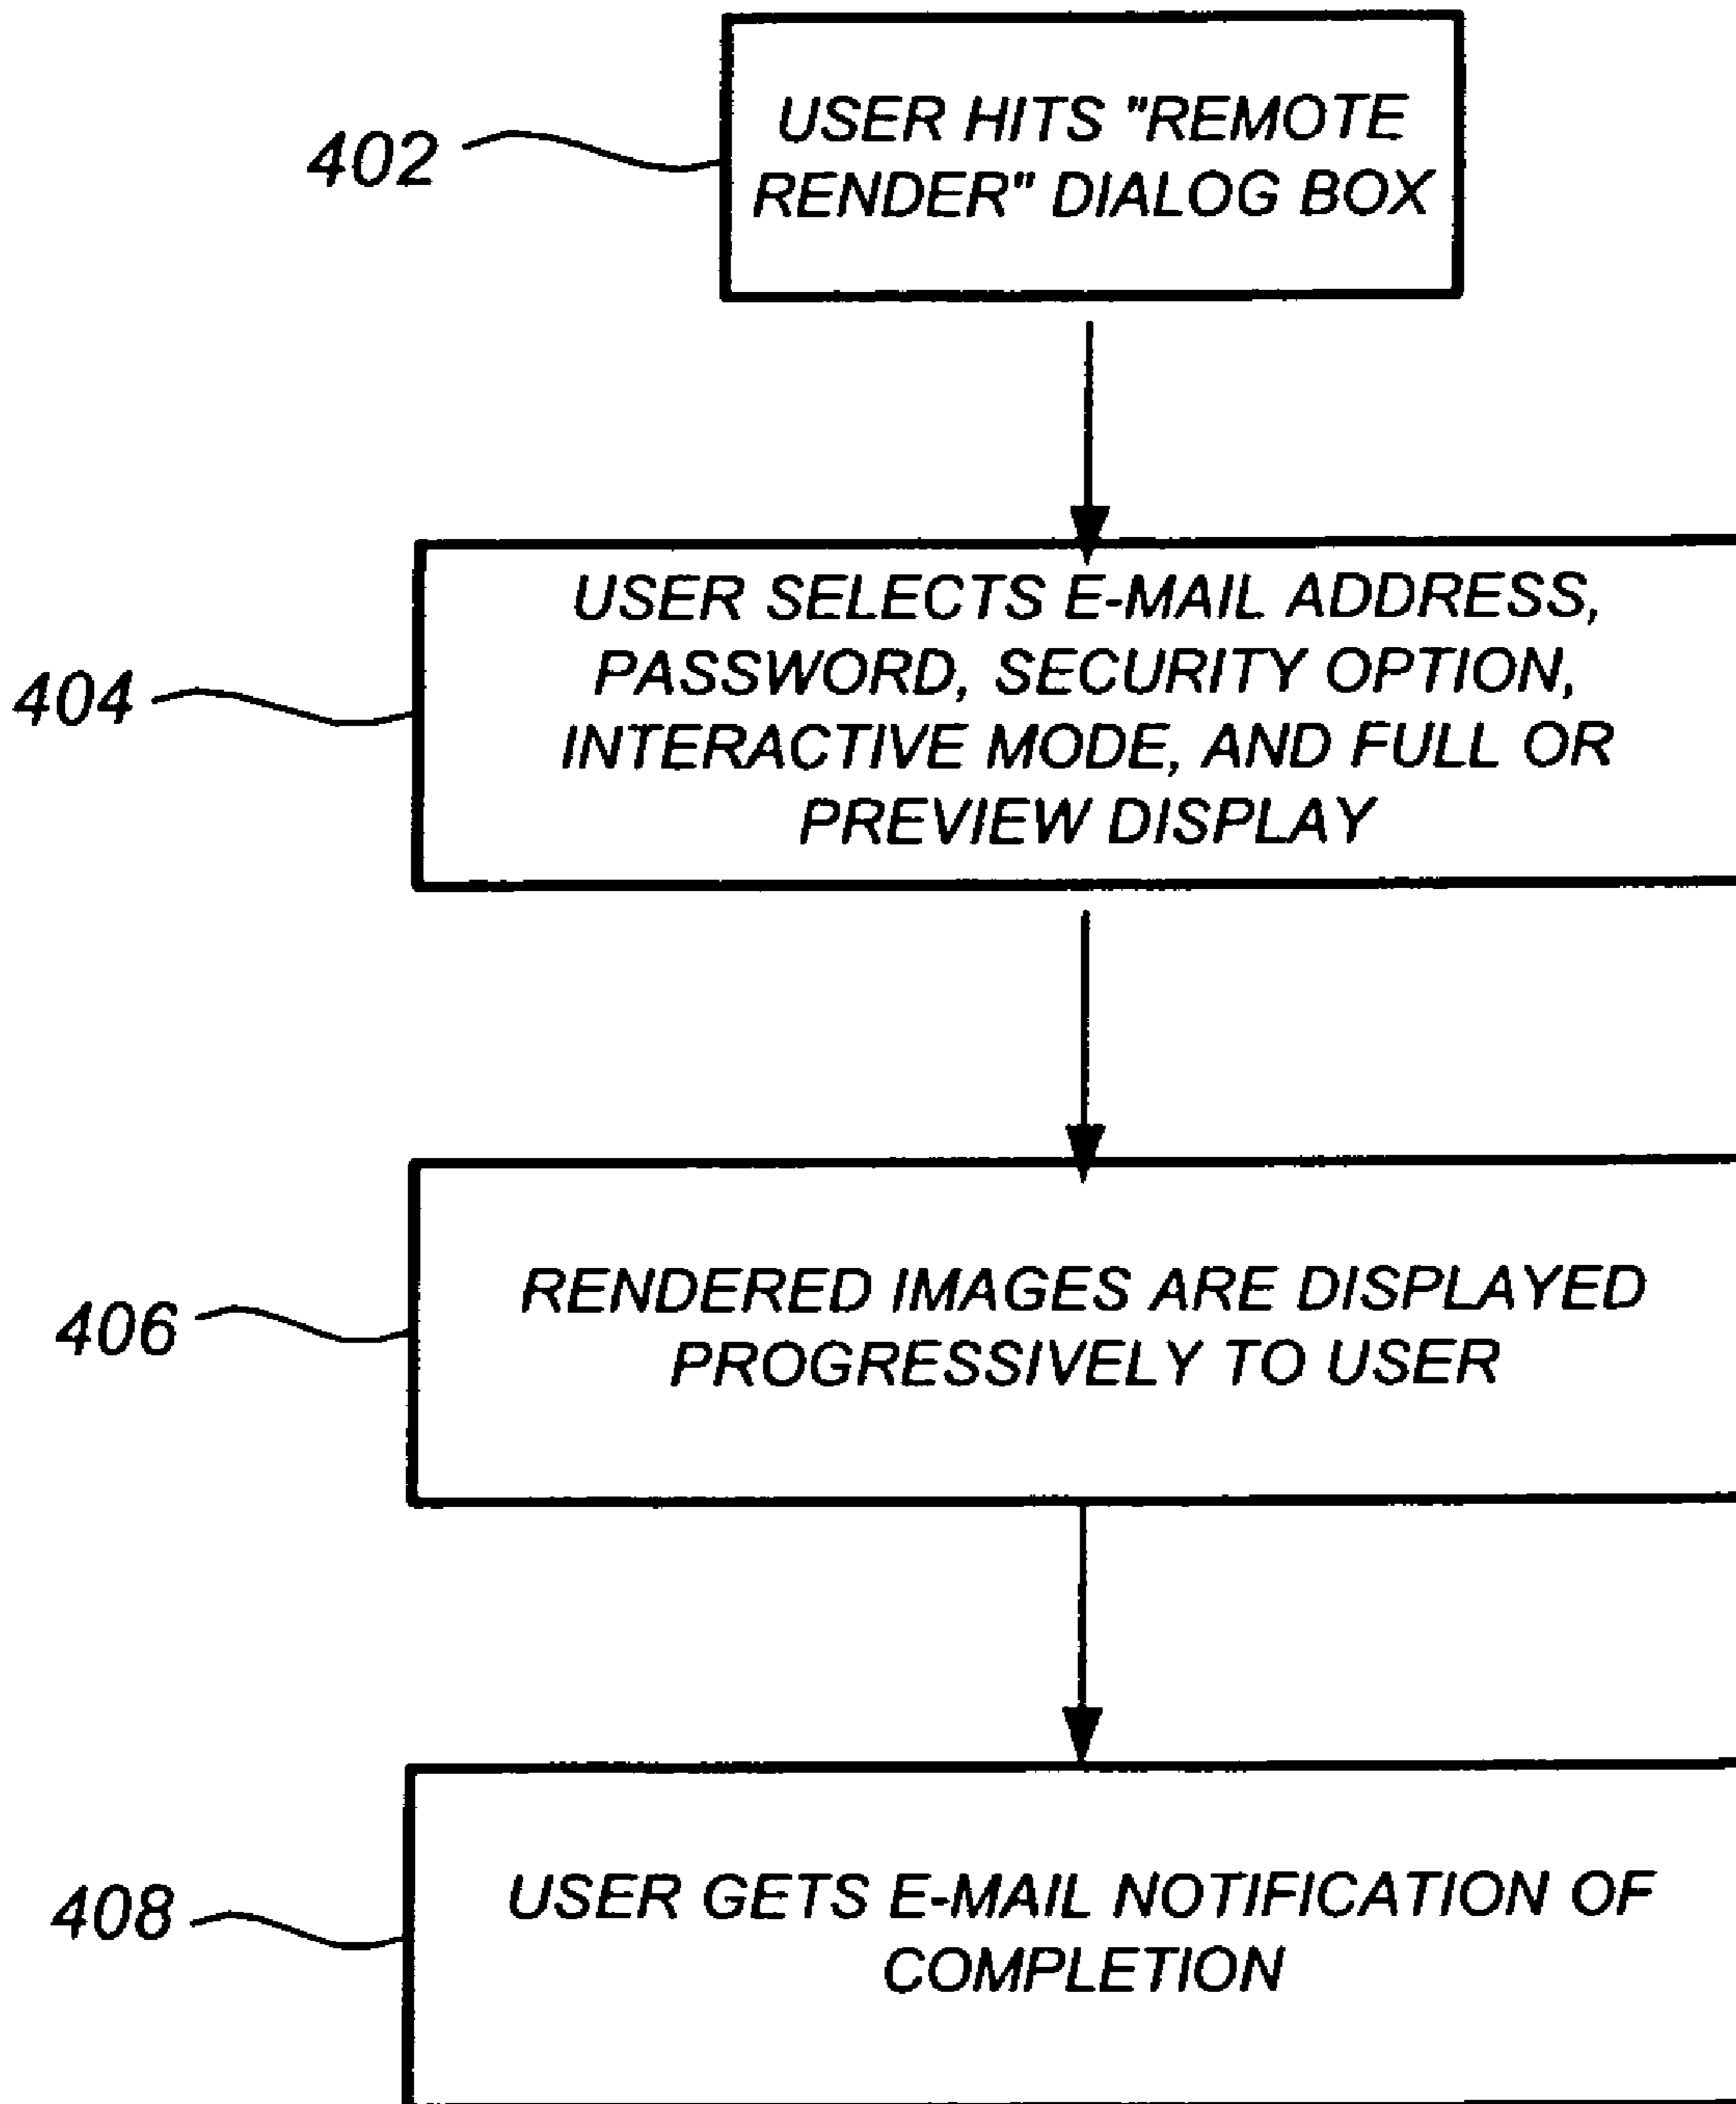 402
USER HITS "REMOTE
RENDER" DIALOG BOX
404
USER SELECTS E-MAIL ADDRESS,
PASSWORD, SECURITY OPTION,
INTERACTIVE MODE, AND FULL OR
PREVIEW DISPLAY
406
RENDERED IMAGES ARE DISPLAYED
PROGRESSIVELY TO USER
408
USER GETS E-MAIL NOTIFICATION OF
COMPLETION